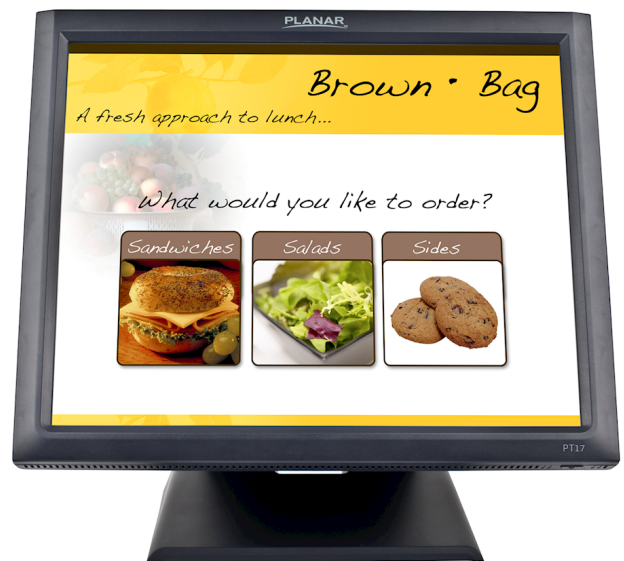 PLANAR
Brown • Bag
A fresh approach to lunch...
What would you like to order?
Sandwiches Salads Sides
PT17